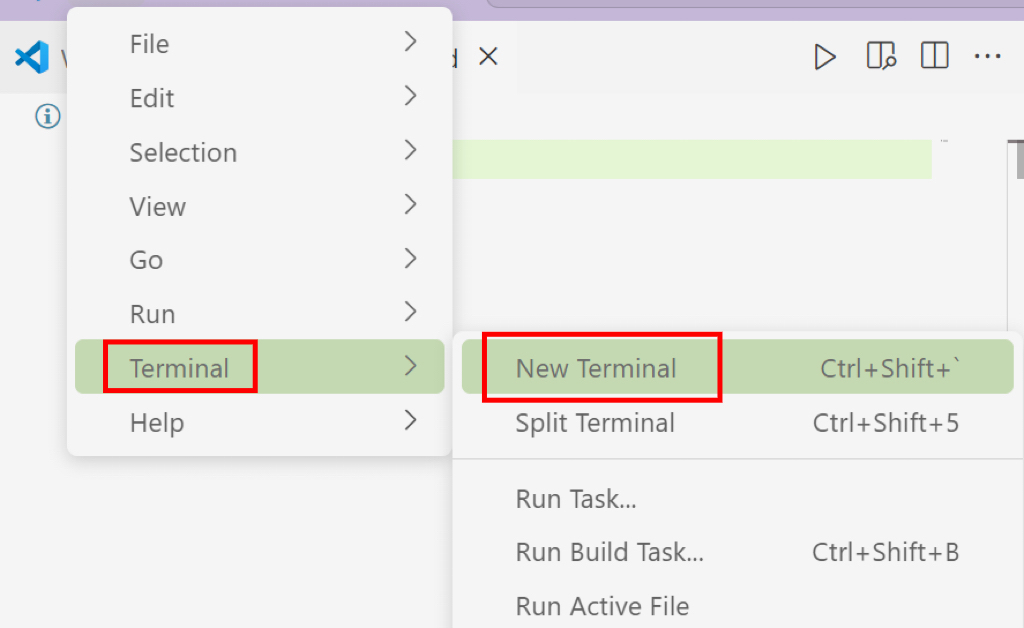 File
Edit
Selection
View
Go
Run
Terminal
Help
New Terminal Ctrl+Shift+`
Split Terminal Ctrl+Shift+5
Run Task...
Run Build Task... Ctrl+Shift+B
Run Active File